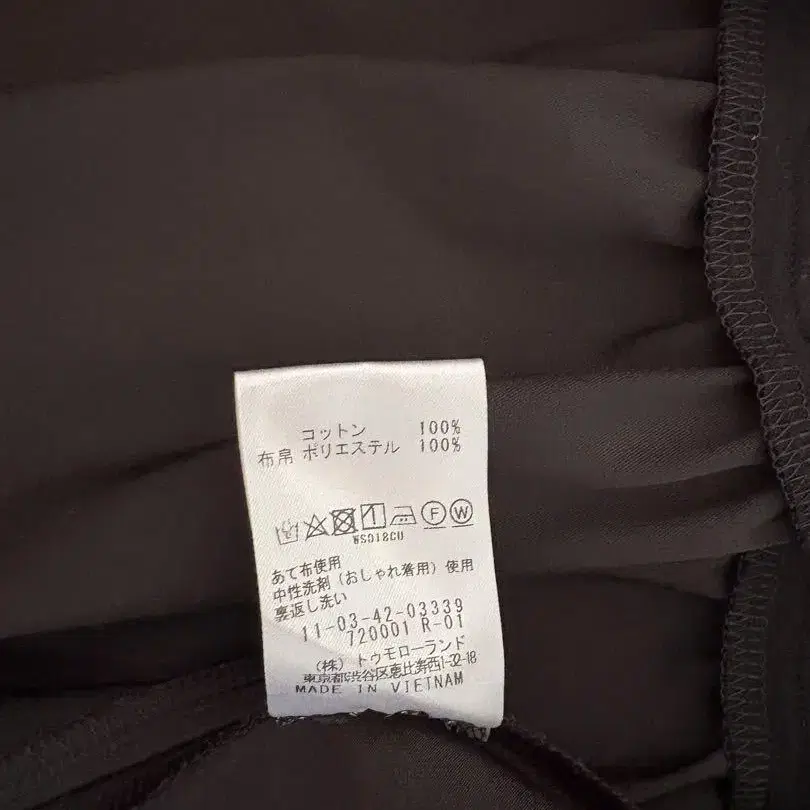 コットン 100%
布帛 ポリエステル 100%
F W
WS018CU
あて布使用
中性洗剤（おしゃれ着用）使用
裏返し洗い
11-03-42-03339
720001 R-01
（株）トゥモローランド
東京都渋谷区恵比寿西1-32-18
MADE IN VIETNAM